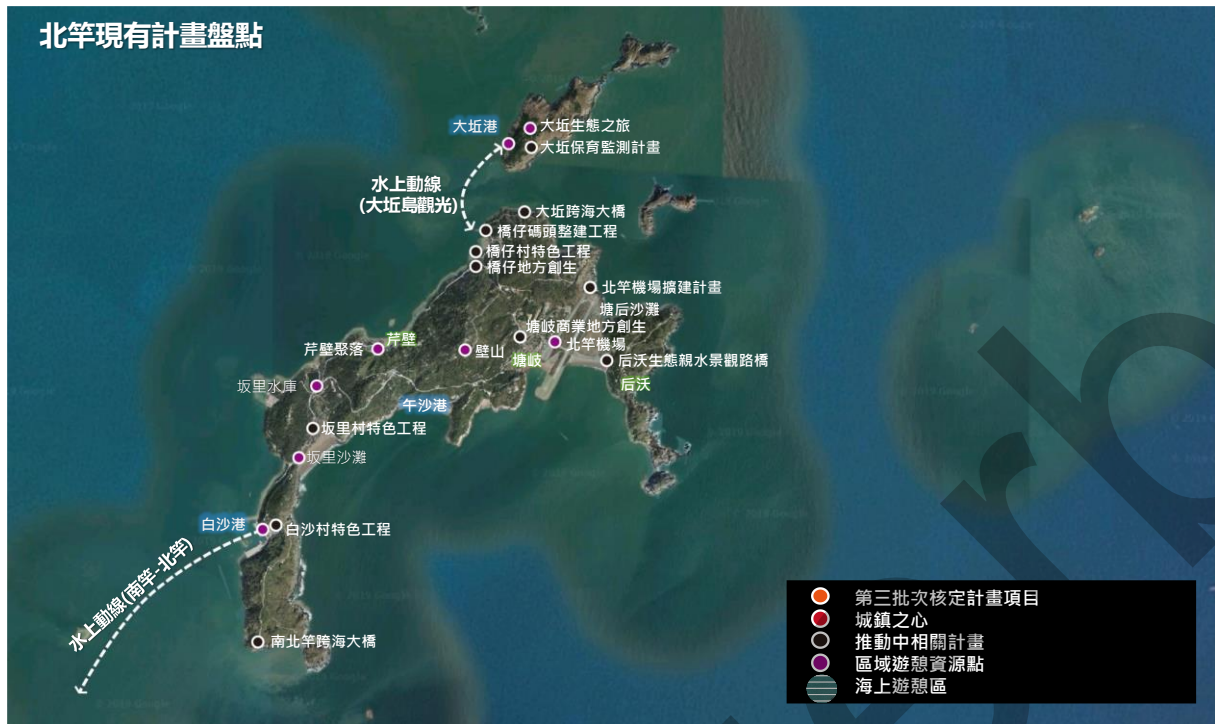 北竿現有計畫盤點
大坵港
大坵生態之旅
大坵保育監測計畫
水上動線
(大坵島觀光)
大坵跨海大橋
橋仔碼頭整建工程
橋仔村特色工程
橋仔地方創生
北竿機場擴建計畫
塘后沙灘
塘岐商業地方創生
芹壁
芹壁聚落
壁山
北竿機場
塘岐
后沃生態親水景觀路橋
后沃
坂里水庫
午沙港
坂里村特色工程
坂里沙灘
白沙港
白沙村特色工程
水上動線(南竿-北竿)
南北竿跨海大橋
第三批次核定計畫項目
城鎮之心
推動中相關計畫
區域遊憩資源點
海上遊憩區